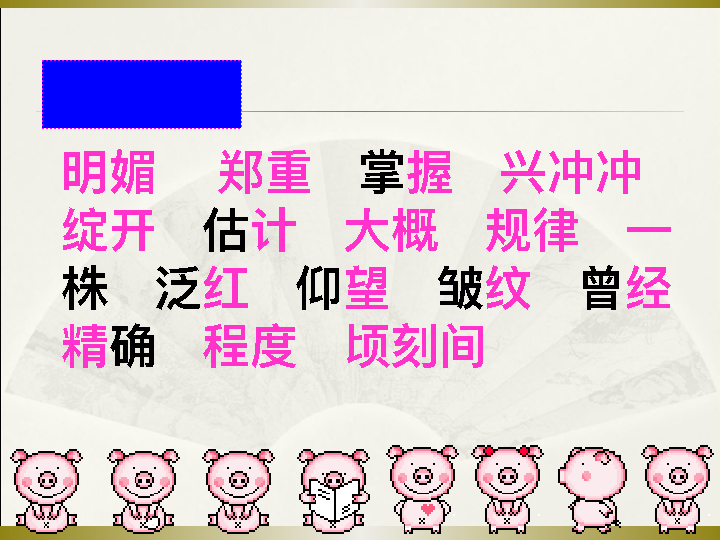 明媚 郑重 掌握 兴冲冲
绽开 估计 大概 规律 一
株 泛红 仰望 皱纹 曾经
精确 程度 顷刻间